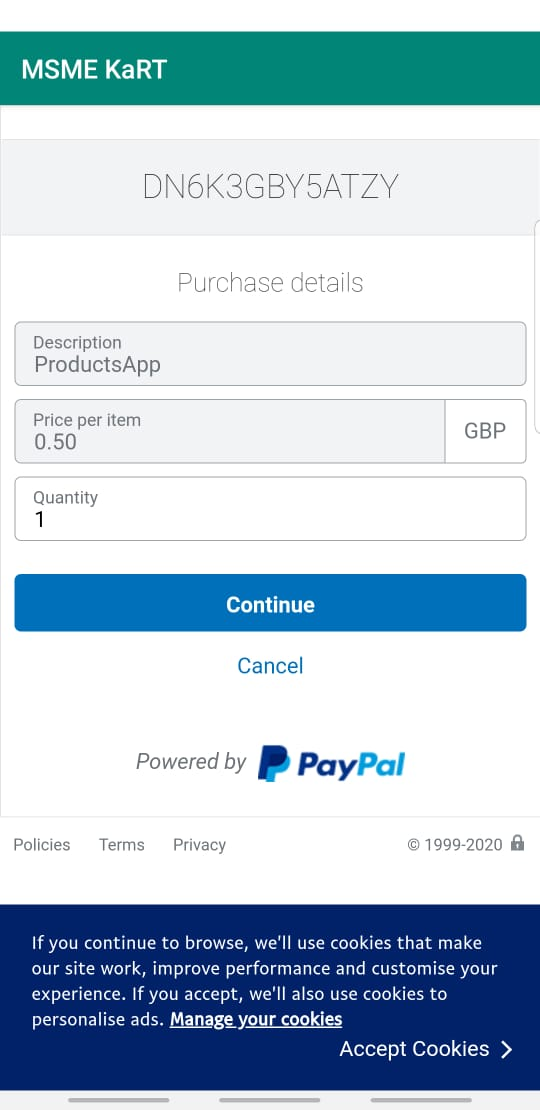 MSME KaRT
DN6K3GBY5ATZY
Purchase details
Description
ProductsApp
Price per item
0.50
GBP
Quantity
1
Continue
Cancel
Powered by PayPal
Policies Terms Privacy © 1999-2020
If you continue to browse, we'll use cookies that make
our site work, improve performance and customise your
experience. If you accept, we'll also use cookies to
personalise ads. Manage your cookies
Accept Cookies